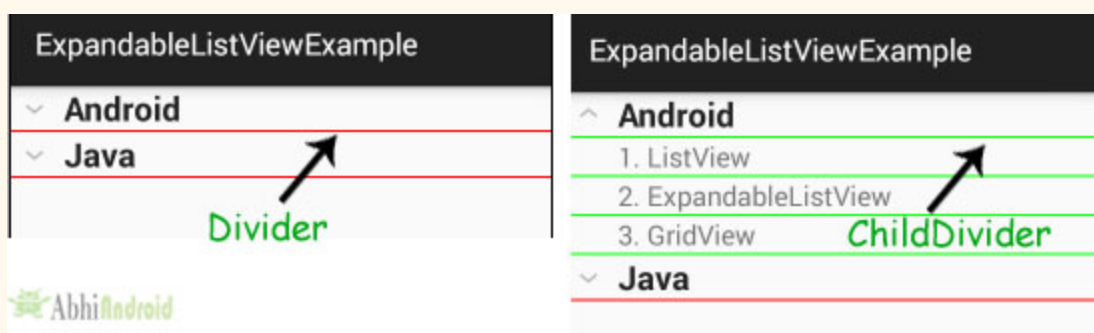 ExpandableListViewExample
Android
Java
Divider
AbhiAndroid
ExpandableListViewExample
Android
1. ListView
2. ExpandableListView
3. GridView
ChildDivider
Java